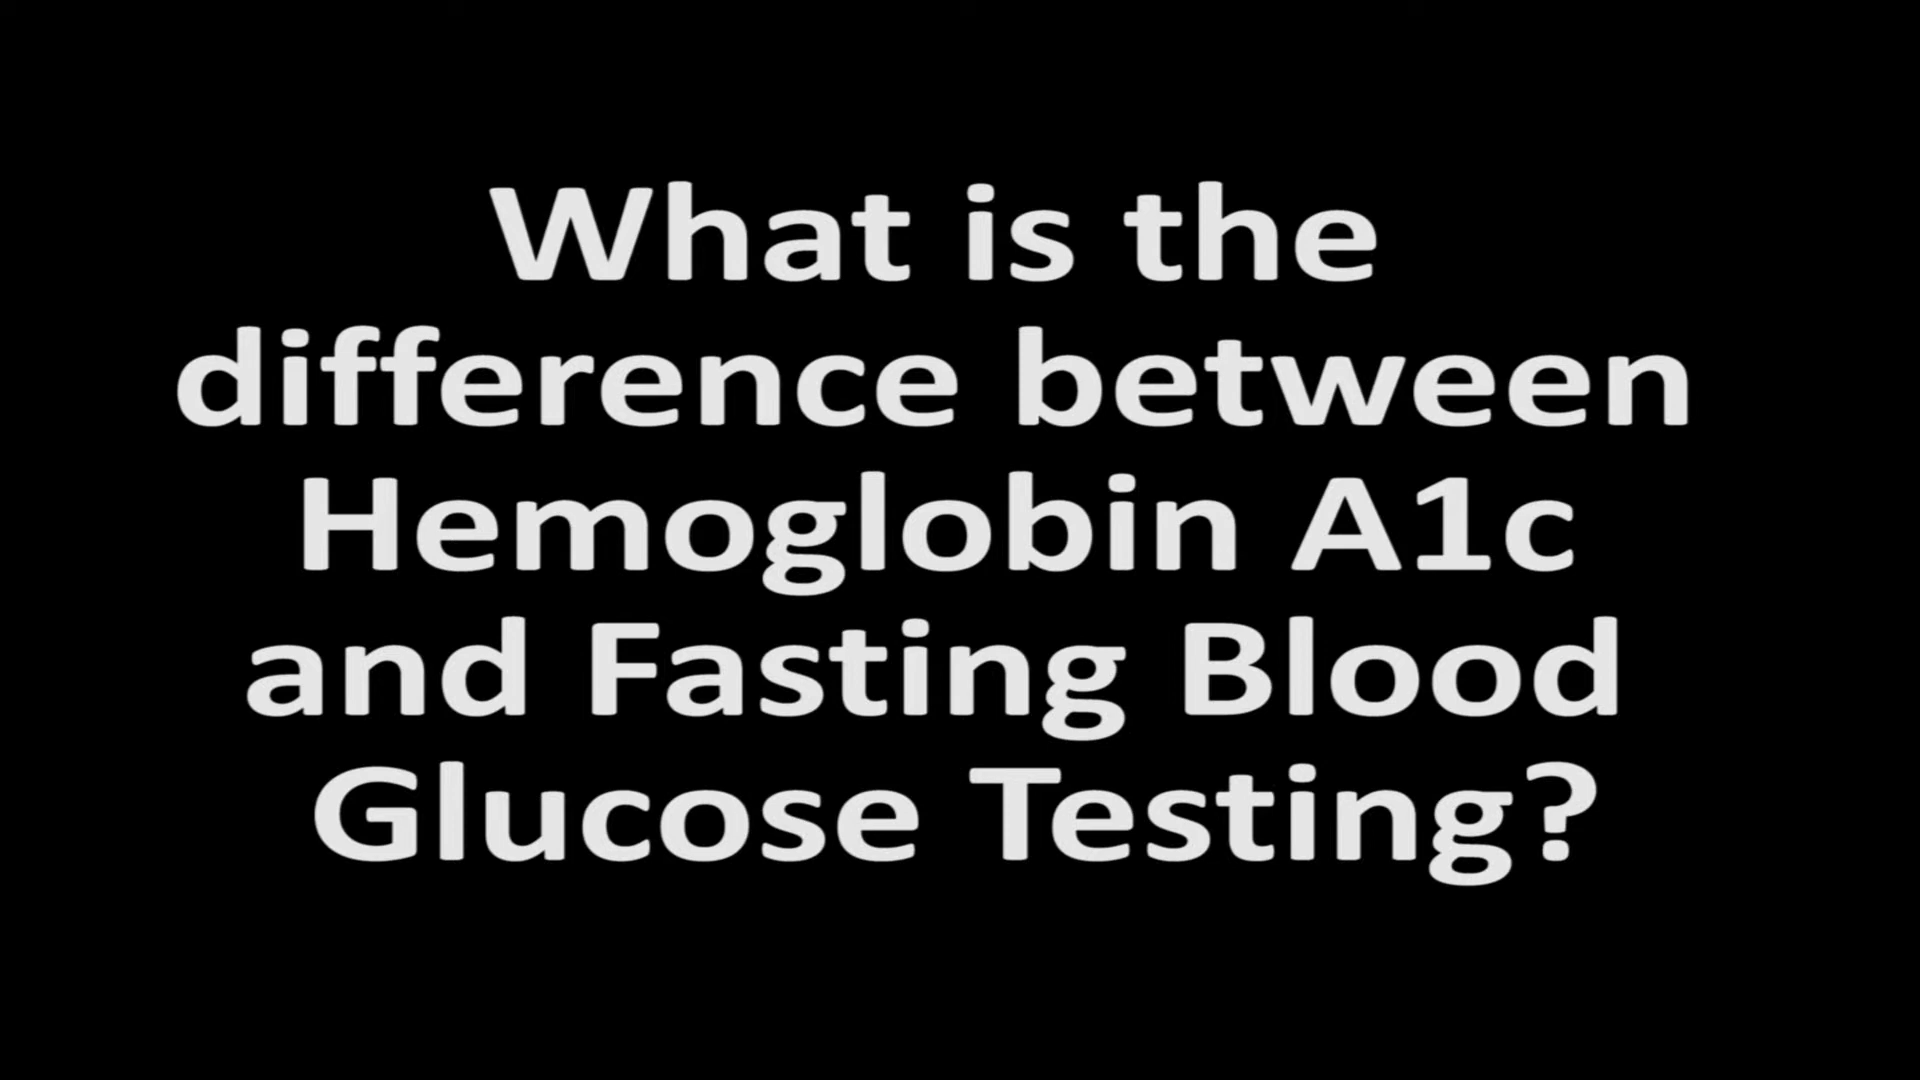 What is the
difference between
Hemoglobin A1c
and Fasting Blood
Glucose Testing?